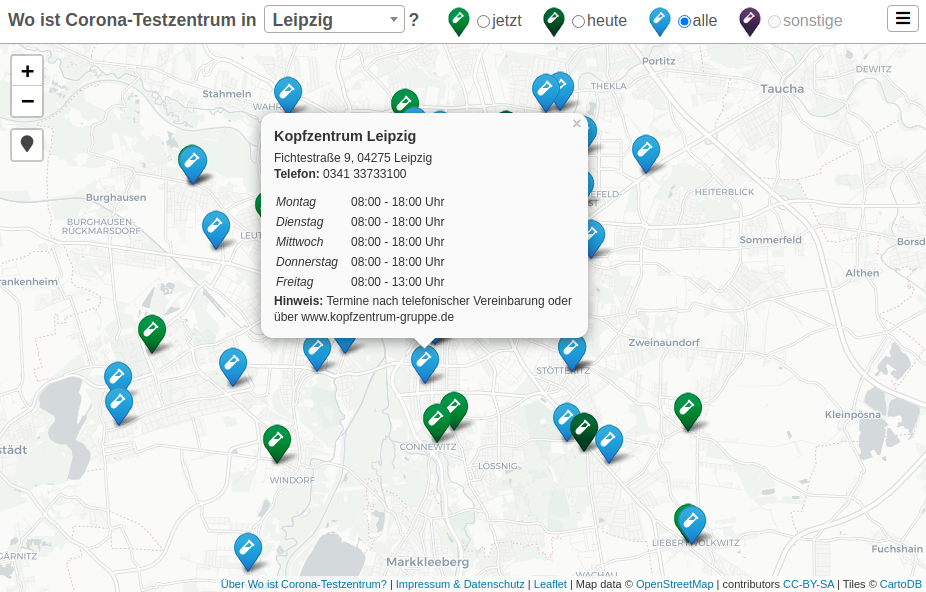 Wo ist Corona-Testzentrum in Leipzig ? jetzt heute alle sonstige
+
−
Portitz
DEWITZ
THEKLA
Taucha
Stahmeln
WAHR
Kopfzentrum Leipzig ×
Fichtestraße 9, 04275 Leipzig
Telefon: 0341 33733100
Montag 08:00 - 18:00 Uhr
Dienstag 08:00 - 18:00 Uhr
Mittwoch 08:00 - 18:00 Uhr
Donnerstag 08:00 - 18:00 Uhr
Freitag 08:00 - 13:00 Uhr
Hinweis: Termine nach telefonischer Vereinbarung oder
über www.kopfzentrum-gruppe.de
Burghausen
EFELD-
ST
HEITERBLICK
BURGHAUSEN-
RÜCKMARSDORF
LEUT
Sommerfeld
Borsd
rankenheim
Althen
Zweinaundorf
STÖTTERITZ
Kleinpösna
CONNEWITZ
städt
LÖSSNIG
WINDORF
LIEBERTWOLKWITZ
Fuchshain
GÄRNITZ
Markkleeberg
WACHAU
Über Wo ist Corona-Testzentrum? | Impressum & Datenschutz | Leaflet | Map data © OpenStreetMap | contributors CC-BY-SA | Tiles © CartoDB